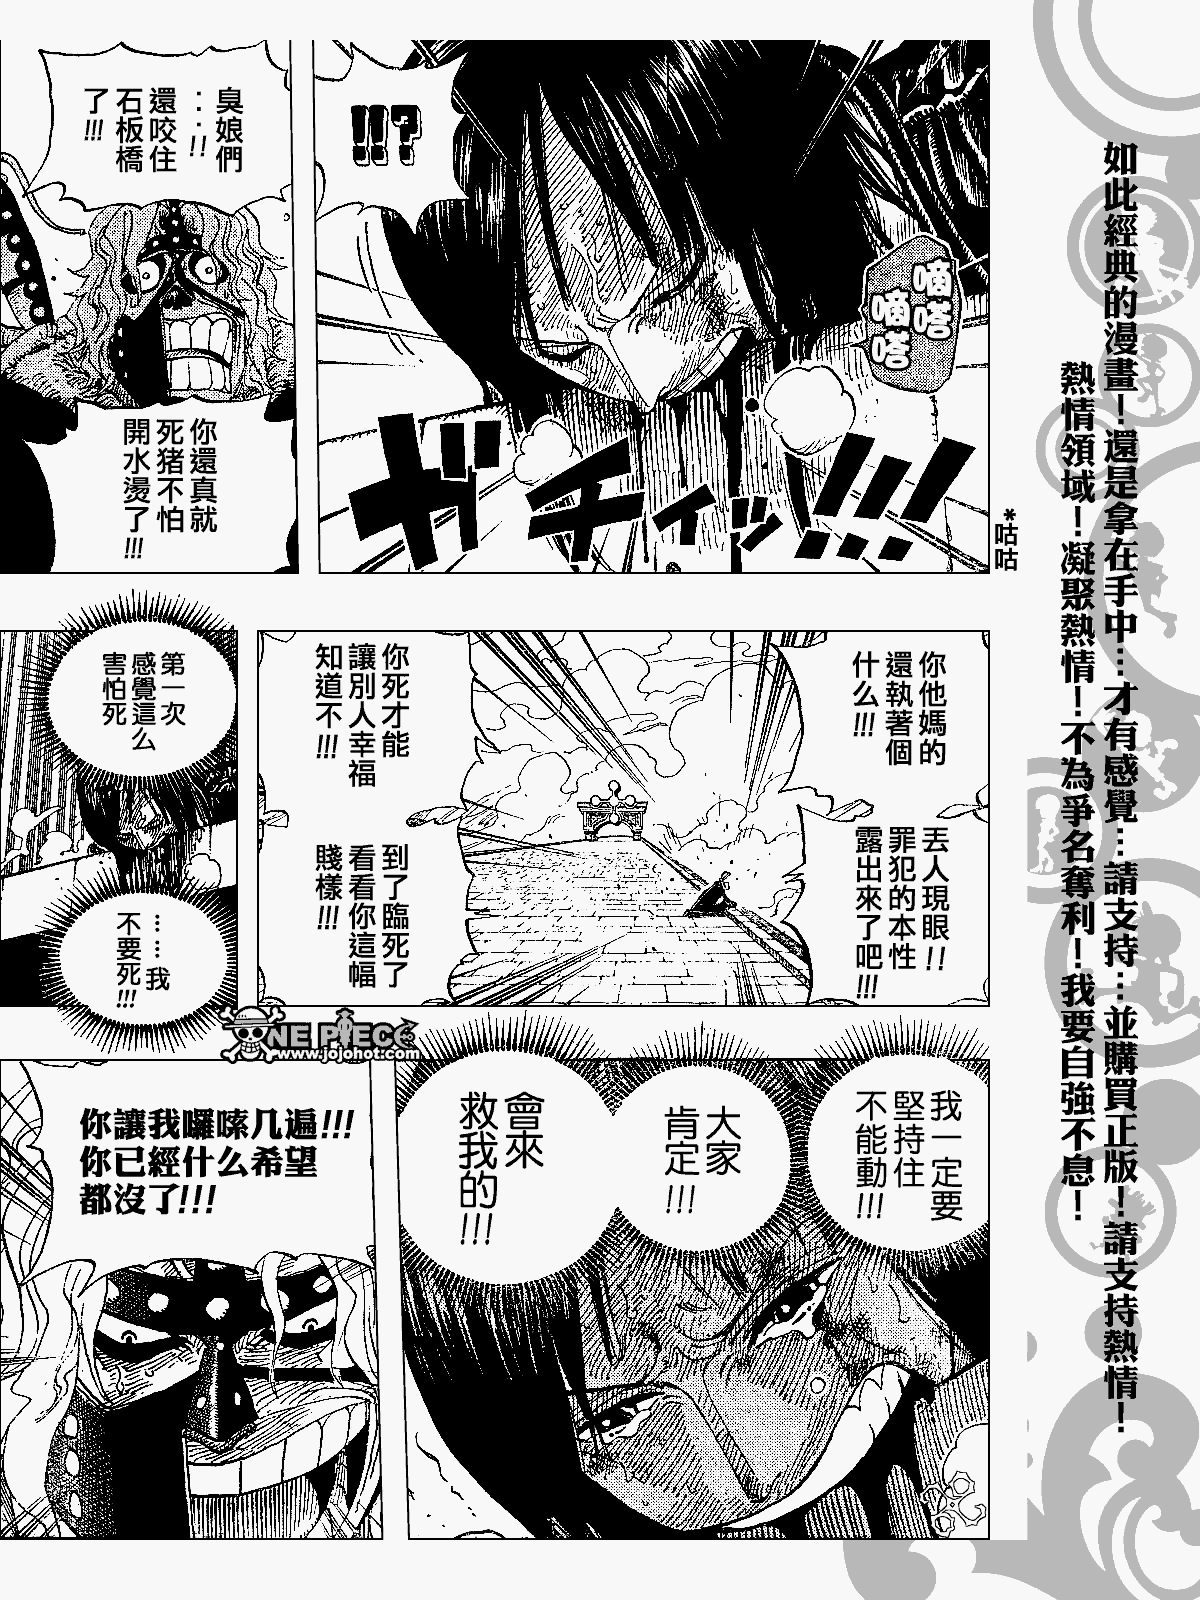 !!?
嘀嗒
嘀嗒
ガチィッ!!!
*咕咕
臭娘們
……!!
還咬住
石板橋
了!!!
你還真就
死猪不怕
開水燙了!!!
你他媽的
還執著個
什么!!!
丟人現眼!!
罪犯的本性
露出來了吧!!!
你死才能
讓別人幸福
知道不!!!
到了臨死了
看看你這幅
賤樣!!!
第一次
感覺這么
害怕死
……我
不要死!!!
ONE PIECE
www.jojohot.com
我一定要
堅持住
不能動!!!
大家
肯定!!!
會來
救我的!!!
你讓我囉嗦几遍!!!
你已經什么希望
都沒了!!!
如此經典的漫畫！還是拿在手中…才有感覺…請支持…並購買正版！請支持熱情！
熱情領域！凝聚熱情！不為爭名奪利！我要自強不息！